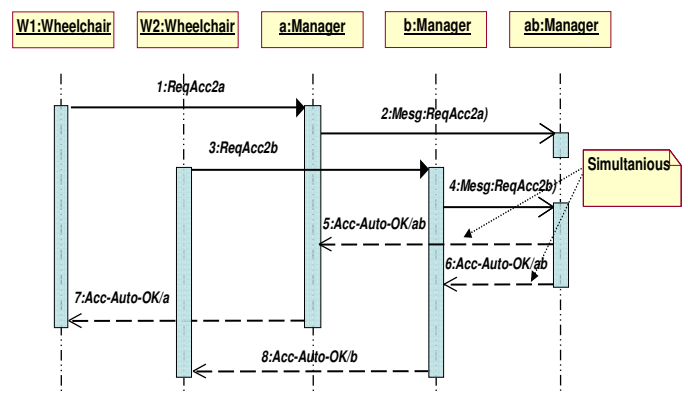 W1:Wheelchair
W2:Wheelchair
a:Manager
b:Manager
ab:Manager
1:ReqAcc2a
2:Mesg:ReqAcc2a)
3:ReqAcc2b
Simultanious
4:Mesg:ReqAcc2b)
5:Acc-Auto-OK/ab
6:Acc-Auto-OK/ab
7:Acc-Auto-OK/a
8:Acc-Auto-OK/b